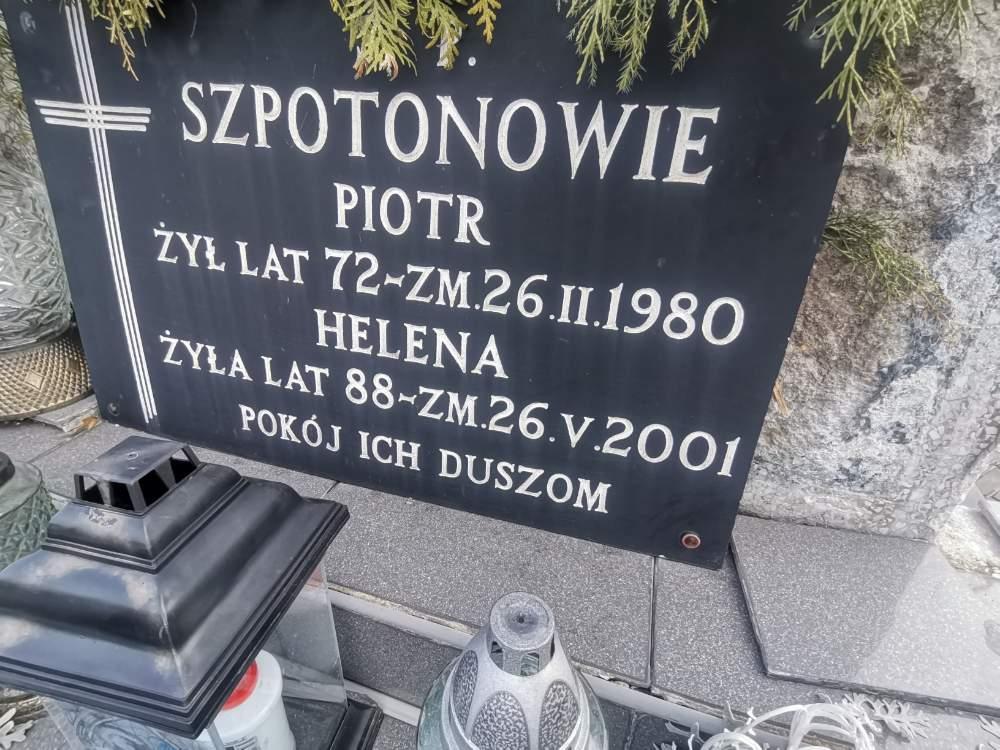 SZPOTONOWIE
PIOTR
ŻYŁ LAT 72-ZM.26.II.1980
HELENA
ŻYŁA LAT 88-ZM.26.V.2001
POKÓJ ICH DUSZOM